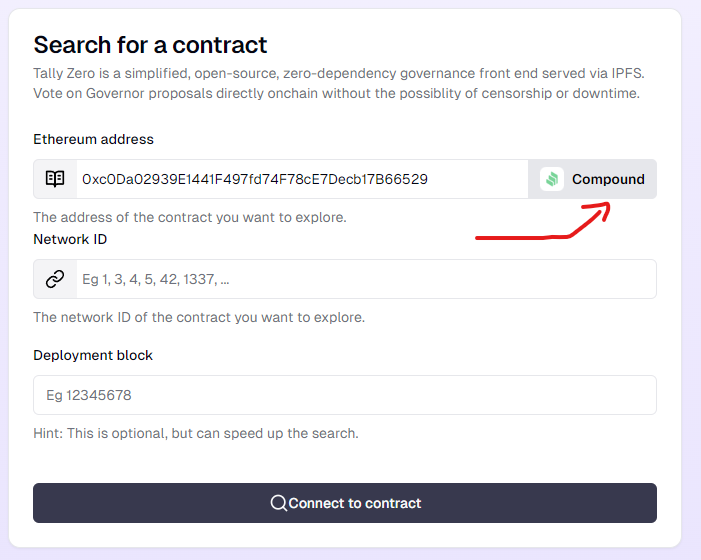 Search for a contract
Tally Zero is a simplified, open-source, zero-dependency governance front end served via IPFS.
Vote on Governor proposals directly onchain without the possiblity of censorship or downtime.
Ethereum address
0xc0Da02939E1441F497fd74F78cE7Decb17B66529
Compound
The address of the contract you want to explore.
Network ID
Eg 1, 3, 4, 5, 42, 1337, ...
The network ID of the contract you want to explore.
Deployment block
Eg 12345678
Hint: This is optional, but can speed up the search.
Connect to contract